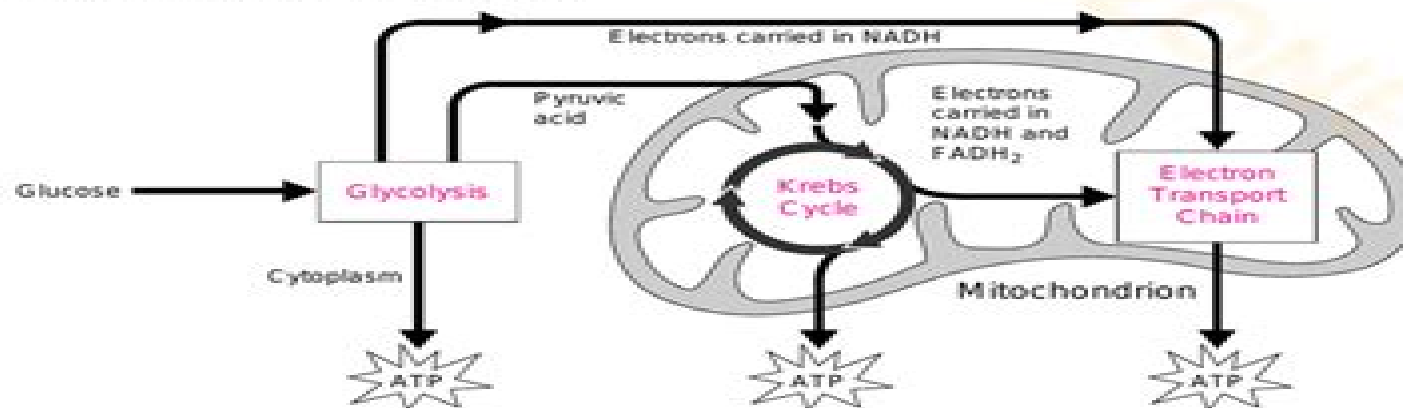 Electrons carried in NADH
Pyruvic
acid
Electrons
carried in
NADH and
FADH₂
Glucose
Glycolysis
Krebs
Cycle
Electron
Transport
Chain
Cytoplasm
Mitochondrion
ATP
ATP
ATP